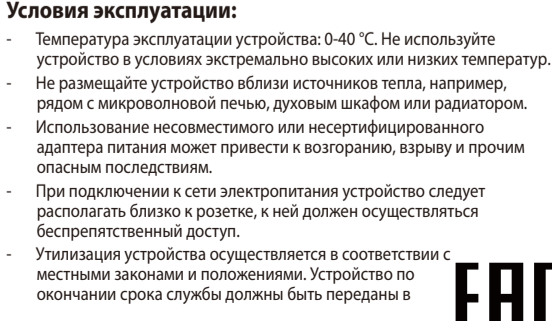 Условия эксплуатации:
- Температура эксплуатации устройства: 0-40 °C. Не используйте
устройство в условиях экстремально высоких или низких температур.
- Не размещайте устройство вблизи источников тепла, например,
рядом с микроволновой печью, духовым шкафом или радиатором.
- Использование несовместимого или несертифицированного
адаптера питания может привести к возгоранию, взрыву и прочим
опасным последствиям.
- При подключении к сети электропитания устройство следует
располагать близко к розетке, к ней должен осуществляться
беспрепятственный доступ.
- Утилизация устройства осуществляется в соответствии с
местными законами и положениями. Устройство по
окончании срока службы должны быть переданы в
EAC